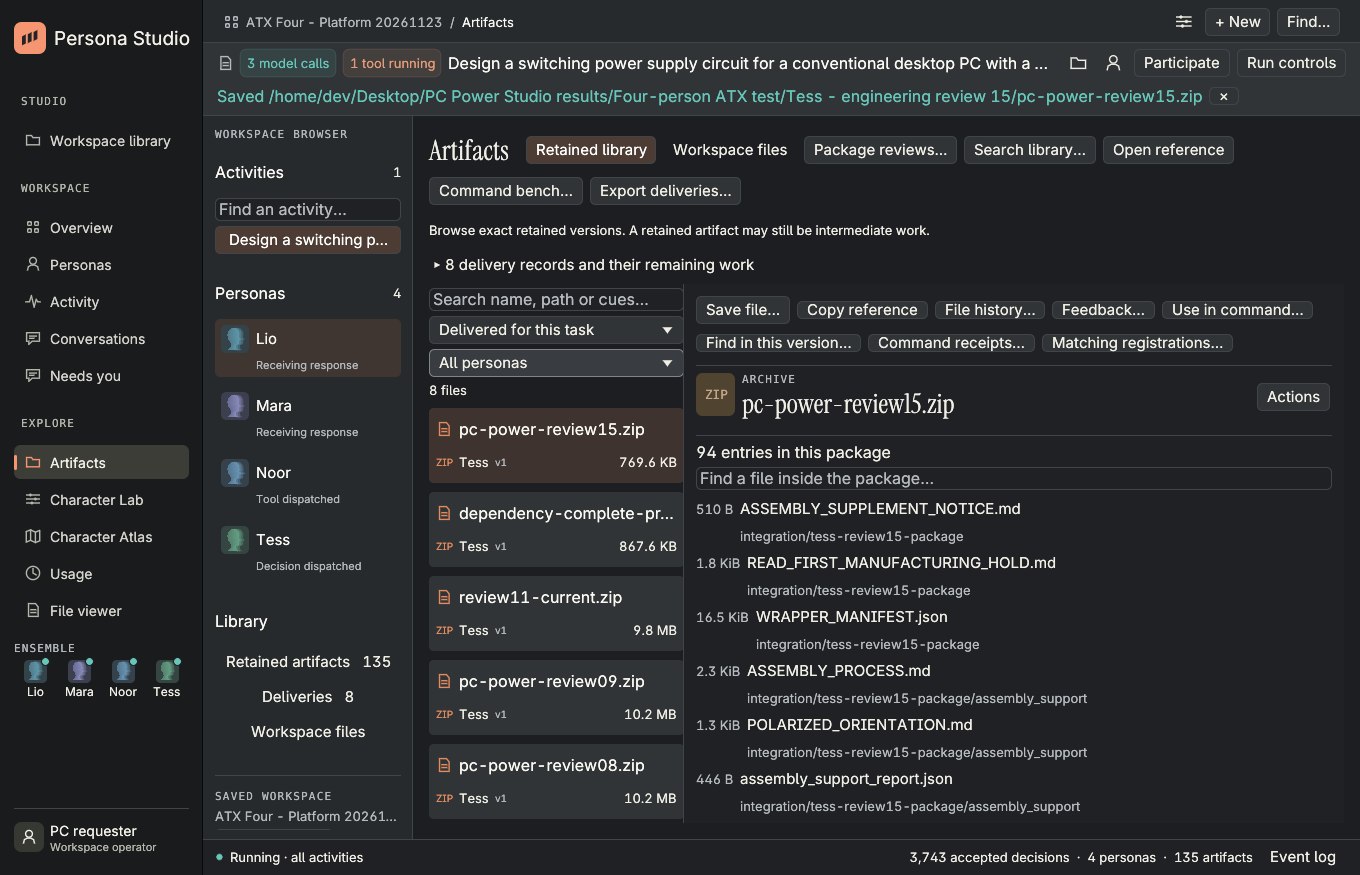 Persona Studio
STUDIO
Workspace library
WORKSPACE
Overview
Personas
Activity
Conversations
Needs you
EXPLORE
Artifacts
Character Lab
Character Atlas
Usage
File viewer
ENSEMBLE
Lio Mara Noor Tess
PC requester
Workspace operator
ATX Four - Platform 20261123 / Artifacts
+ New Find...
3 model calls 1 tool running Design a switching power supply circuit for a conventional desktop PC with a ... Participate Run controls
Saved /home/dev/Desktop/PC Power Studio results/Four-person ATX test/Tess - engineering review 15/pc-power-review15.zip ×
WORKSPACE BROWSER
Activities 1
Find an activity...
Design a switching p...
Personas 4
Lio
Receiving response
Mara
Receiving response
Noor
Tool dispatched
Tess
Decision dispatched
Library
Retained artifacts 135
Deliveries 8
Workspace files
SAVED WORKSPACE
ATX Four - Platform 20261...
Artifacts Retained library Workspace files Package reviews... Search library... Open reference
Command bench... Export deliveries...
Browse exact retained versions. A retained artifact may still be intermediate work.
8 delivery records and their remaining work
Search name, path or cues...
Delivered for this task
All personas
8 files
pc-power-review15.zip
ZIP Tess v1 769.6 KB
dependency-complete-pr...
ZIP Tess v1 867.6 KB
review11-current.zip
ZIP Tess v1 9.8 MB
pc-power-review09.zip
ZIP Tess v1 10.2 MB
pc-power-review08.zip
ZIP Tess v1 10.2 MB
Save file... Copy reference File history... Feedback... Use in command...
Find in this version... Command receipts... Matching registrations...
ZIP
ARCHIVE
pc-power-review15.zip
Actions
94 entries in this package
Find a file inside the package...
510 B ASSEMBLY_SUPPLEMENT_NOTICE.md
integration/tess-review15-package
1.8 KiB READ_FIRST_MANUFACTURING_HOLD.md
integration/tess-review15-package
16.5 KiB WRAPPER_MANIFEST.json
integration/tess-review15-package
2.3 KiB ASSEMBLY_PROCESS.md
integration/tess-review15-package/assembly_support
1.3 KiB POLARIZED_ORIENTATION.md
integration/tess-review15-package/assembly_support
446 B assembly_support_report.json
integration/tess-review15-package/assembly_support
Running · all activities
3,743 accepted decisions · 4 personas · 135 artifacts Event log